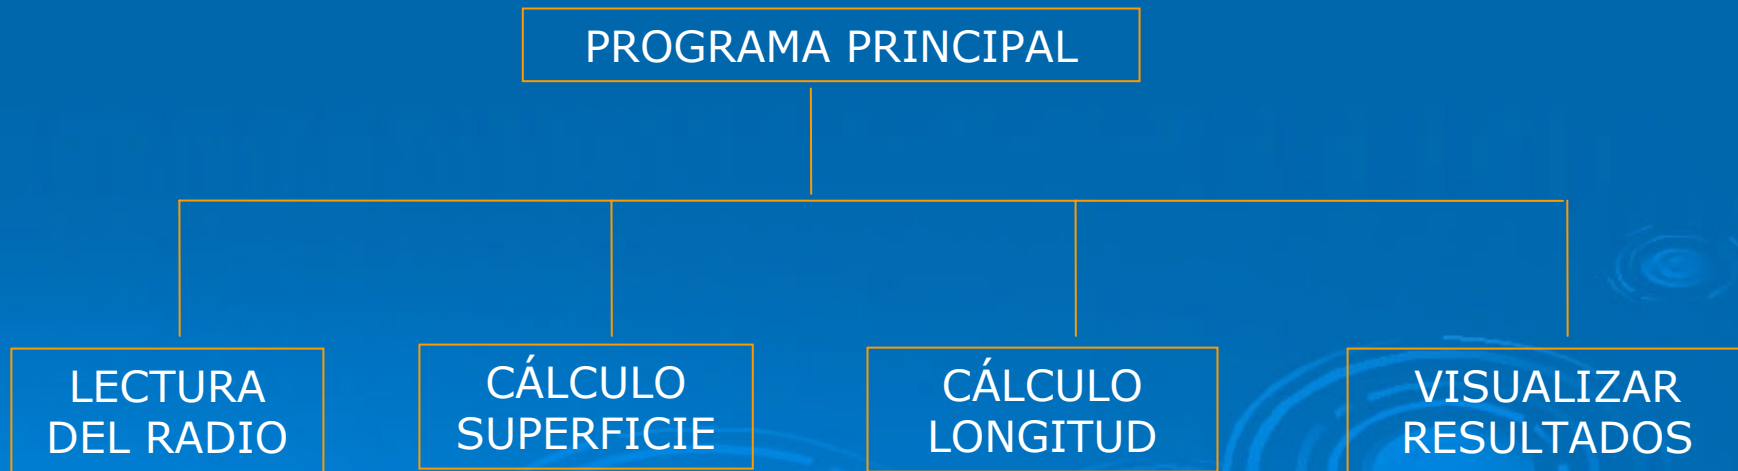 PROGRAMA PRINCIPAL
LECTURA
DEL RADIO
CÁLCULO
SUPERFICIE
CÁLCULO
LONGITUD
VISUALIZAR
RESULTADOS